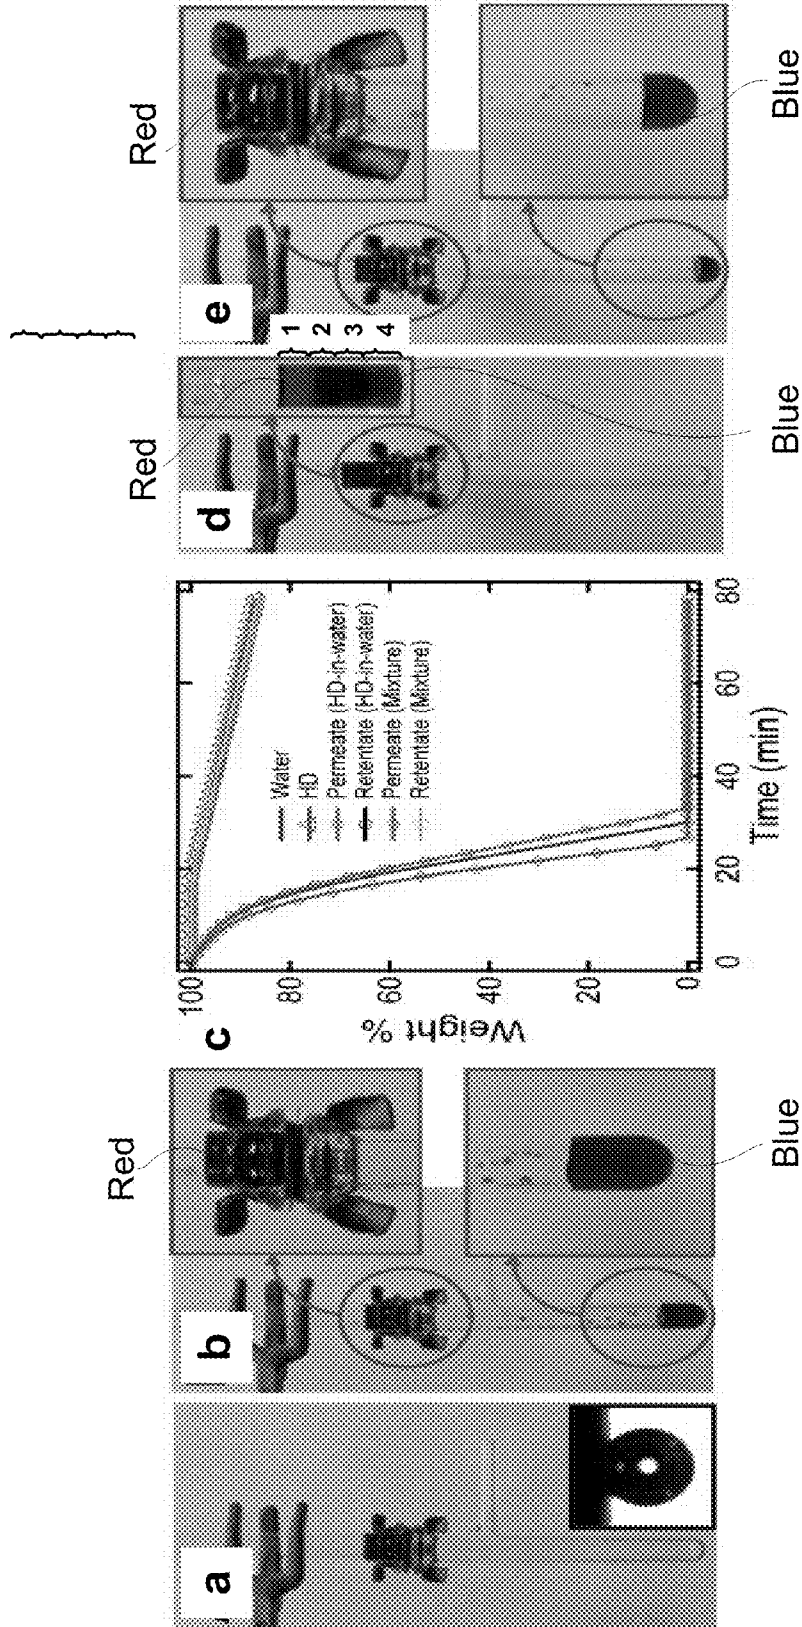 a
b
Red
Blue
c
Weight %
100
80
60
40
20
0
0
20
40
60
80
Time (min)
Water
HD
Permeate (HD-in-water)
Retentate (HD-in-water)
Permeate (Mixture)
Retentate (Mixture)
d
Red
1
2
3
4
Blue
e
Red
Blue